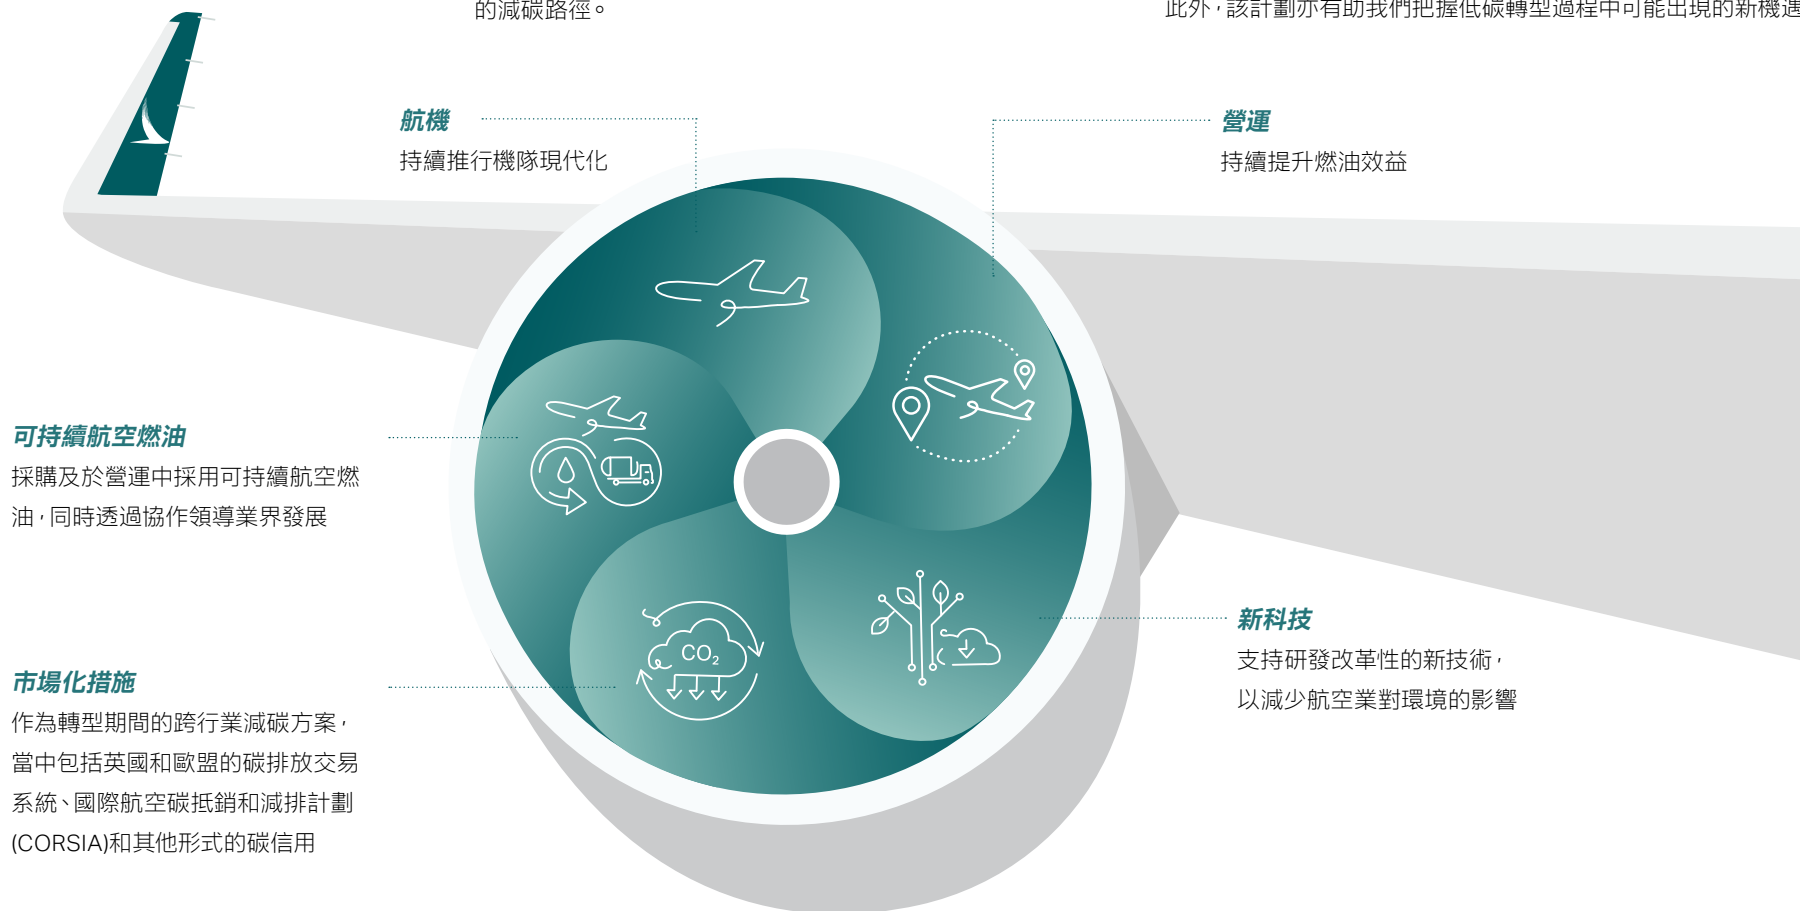 的減碳路徑。
此外，該計劃亦有助我們把握低碳轉型過程中可能出現的新機遇
航機
持續推行機隊現代化
營運
持續提升燃油效益
可持續航空燃油
採購及於營運中採用可持續航空燃
油，同時透過協作領導業界發展
市場化措施
作為轉型期間的跨行業減碳方案，
當中包括英國和歐盟的碳排放交易
系統、國際航空碳抵銷和減排計劃
(CORSIA)和其他形式的碳信用
CO₂
新科技
支持研發改革性的新技術，
以減少航空業對環境的影響